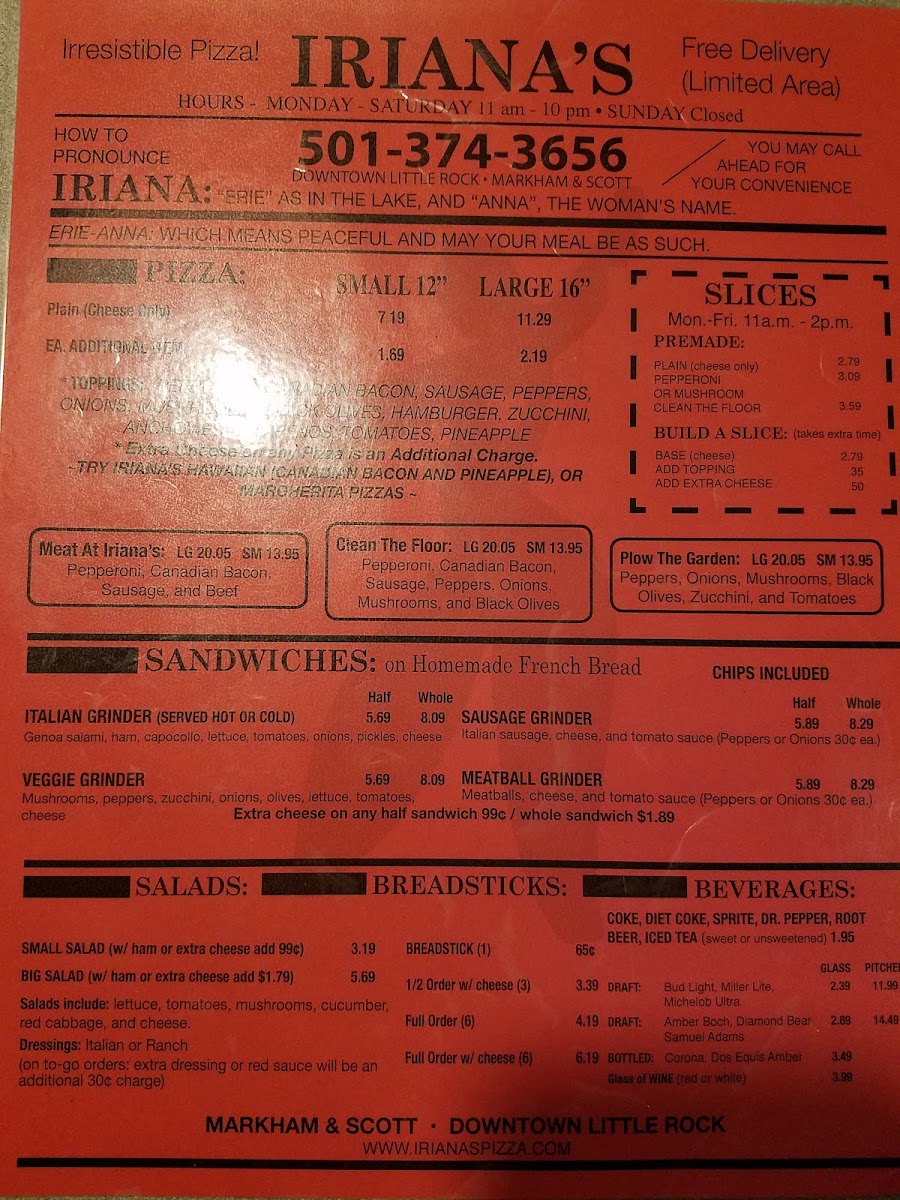 Irresistible Pizza!
IRIANA'S
Free Delivery
(Limited Area)
HOURS - MONDAY - SATURDAY 11 am - 10 pm • SUNDAY Closed
HOW TO
PRONOUNCE
501-374-3656
DOWNTOWN LITTLE ROCK • MARKHAM & SCOTT
YOU MAY CALL
AHEAD FOR
YOUR CONVENIENCE
IRIANA: "ERIE" AS IN THE LAKE, AND "ANNA", THE WOMAN'S NAME.
ERIE-ANNA: WHICH MEANS PEACEFUL AND MAY YOUR MEAL BE AS SUCH.
PIZZA: SMALL 12" LARGE 16"
Plain (Cheese Only) 7.19 11.29
EA. ADDITIONAL ITEM 1.69 2.19
* TOPPINGS: CANADIAN BACON, SAUSAGE, PEPPERS,
ONIONS, BLACK OLIVES, HAMBURGER, ZUCCHINI,
TOMATOES, PINEAPPLE
* Extra Cheese on any Pizza is an Additional Charge.
~TRY IRIANA'S HAWAIIAN (CANADIAN BACON AND PINEAPPLE), OR
MARGHERITA PIZZAS ~
SLICES
Mon.-Fri. 11a.m. - 2p.m.
PREMADE:
PLAIN (cheese only) 2.79
PEPPERONI 3.09
OR MUSHROOM
CLEAN THE FLOOR 3.59
BUILD A SLICE: (takes extra time)
BASE (cheese) 2.79
ADD TOPPING .35
ADD EXTRA CHEESE .50
Meat At Iriana's: LG 20.05 SM 13.95
Pepperoni, Canadian Bacon,
Sausage, and Beef
Clean The Floor: LG 20.05 SM 13.95
Pepperoni, Canadian Bacon,
Sausage, Peppers, Onions,
Mushrooms, and Black Olives
Plow The Garden: LG 20.05 SM 13.95
Peppers, Onions, Mushrooms, Black
Olives, Zucchini, and Tomatoes
SANDWICHES: on Homemade French Bread CHIPS INCLUDED
Half Whole
ITALIAN GRINDER (SERVED HOT OR COLD) 5.69 8.09
Genoa salami, ham, capocollo, lettuce, tomatoes, onions, pickles, cheese
Half Whole
SAUSAGE GRINDER 5.89 8.29
Italian sausage, cheese, and tomato sauce (Peppers or Onions 30¢ ea.)
VEGGIE GRINDER 5.69 8.09
Mushrooms, peppers, zucchini, onions, olives, lettuce, tomatoes,
cheese
MEATBALL GRINDER 5.89 8.29
Meatballs, cheese, and tomato sauce (Peppers or Onions 30¢ ea.)
Extra cheese on any half sandwich 99¢ / whole sandwich $1.89
SALADS:
SMALL SALAD (w/ ham or extra cheese add 99¢) 3.19
BIG SALAD (w/ ham or extra cheese add $1.79) 5.69
Salads include: lettuce, tomatoes, mushrooms, cucumber,
red cabbage, and cheese.
Dressings: Italian or Ranch
(on to-go orders: extra dressing or red sauce will be an
additional 30¢ charge)
BREADSTICKS:
BREADSTICK (1) 65¢
1/2 Order w/ cheese (3) 3.39
Full Order (6) 4.19
Full Order w/ cheese (6) 6.19
BEVERAGES:
COKE, DIET COKE, SPRITE, DR. PEPPER, ROOT
BEER, ICED TEA (sweet or unsweetened) 1.95
GLASS PITCHER
DRAFT: Bud Light, Miller Lite, 2.39 11.99
Michelob Ultra
DRAFT: Amber Boch, Diamond Bear 2.89 14.49
Samuel Adams
BOTTLED: Corona, Dos Equis Amber 3.49
Glass of WINE (red or white) 3.99
MARKHAM & SCOTT • DOWNTOWN LITTLE ROCK
WWW.IRIANASPIZZA.COM